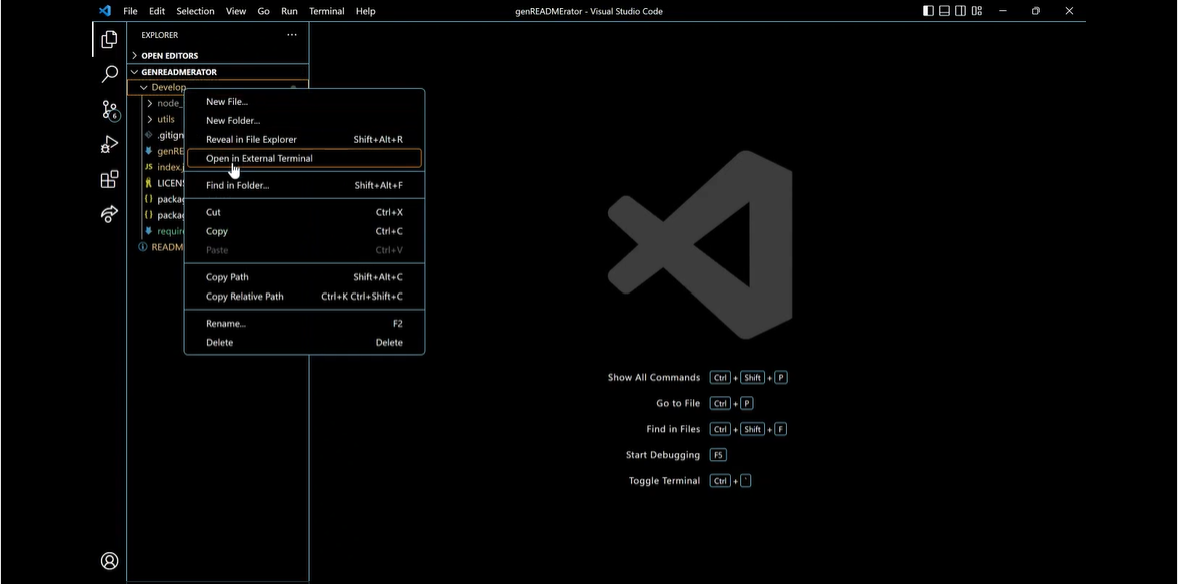 File Edit Selection View Go Run Terminal Help
genREADMErator - Visual Studio Code
EXPLORER
OPEN EDITORS
GENREADMERATOR
Develop
node_
utils
.gitign
genRE
JS index.j
LICENS
packag
packag
require
README
6
New File...
New Folder...
Reveal in File Explorer Shift+Alt+R
Open in External Terminal
Find in Folder... Shift+Alt+F
Cut Ctrl+X
Copy Ctrl+C
Paste Ctrl+V
Copy Path Shift+Alt+C
Copy Relative Path Ctrl+K Ctrl+Shift+C
Rename... F2
Delete Delete
Show All Commands Ctrl + Shift + P
Go to File Ctrl + P
Find in Files Ctrl + Shift + F
Start Debugging F5
Toggle Terminal Ctrl + `